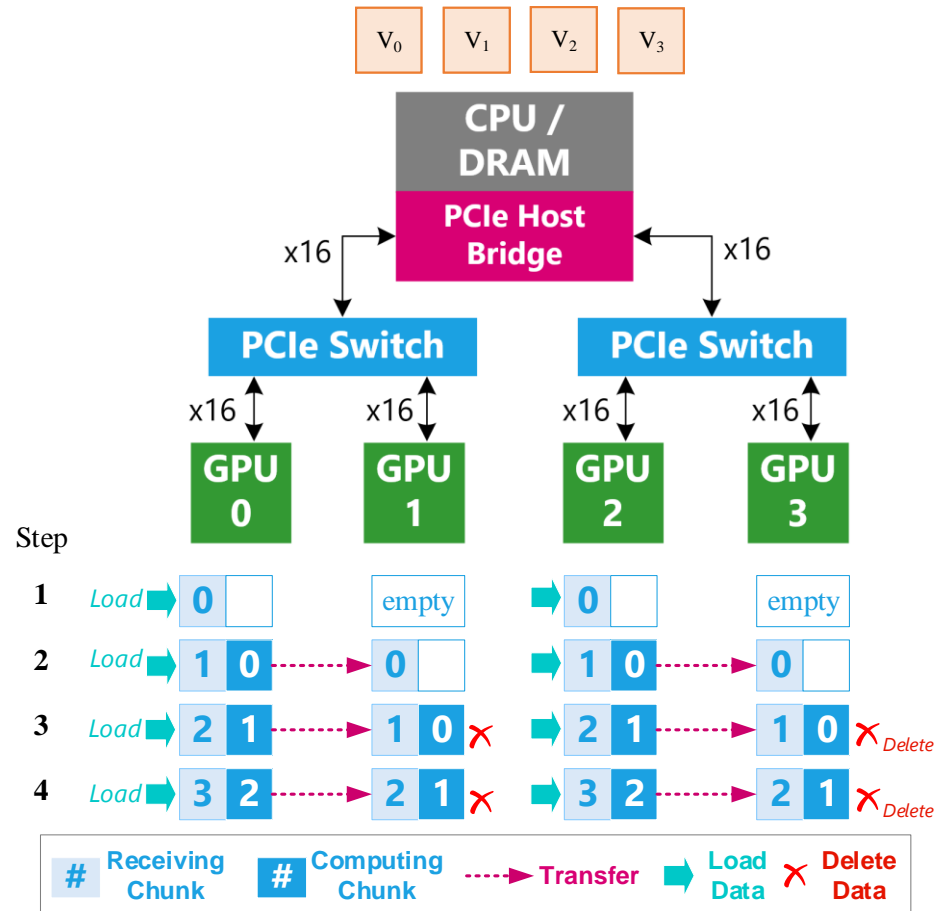 V0 V1 V2 V3
CPU /
DRAM
PCIe Host
Bridge
x16 x16
PCIe Switch PCIe Switch
x16 x16 x16 x16
GPU GPU GPU GPU
0 1 2 3
Step
1 Load 0 empty 0 empty
2 Load 1 0 0 1 0 0
3 Load 2 1 1 0 2 1 1 0 Delete
4 Load 3 2 2 1 3 2 2 1 Delete
# Receiving Chunk # Computing Chunk Transfer Load Data Delete Data